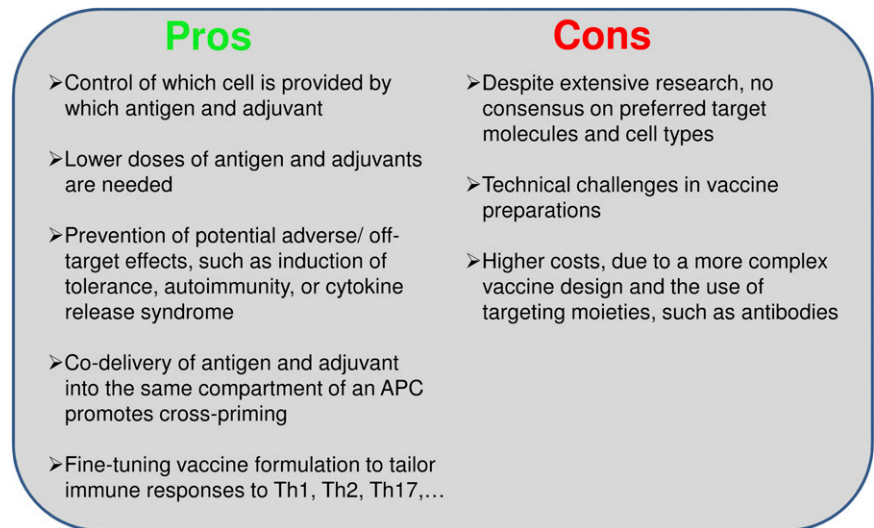 Pros
➢Control of which cell is provided by
which antigen and adjuvant
➢Lower doses of antigen and adjuvants
are needed
➢Prevention of potential adverse/ off-
target effects, such as induction of
tolerance, autoimmunity, or cytokine
release syndrome
➢Co-delivery of antigen and adjuvant
into the same compartment of an APC
promotes cross-priming
➢Fine-tuning vaccine formulation to tailor
immune responses to Th1, Th2, Th17,…
Cons
➢Despite extensive research, no
consensus on preferred target
molecules and cell types
➢Technical challenges in vaccine
preparations
➢Higher costs, due to a more complex
vaccine design and the use of
targeting moieties, such as antibodies